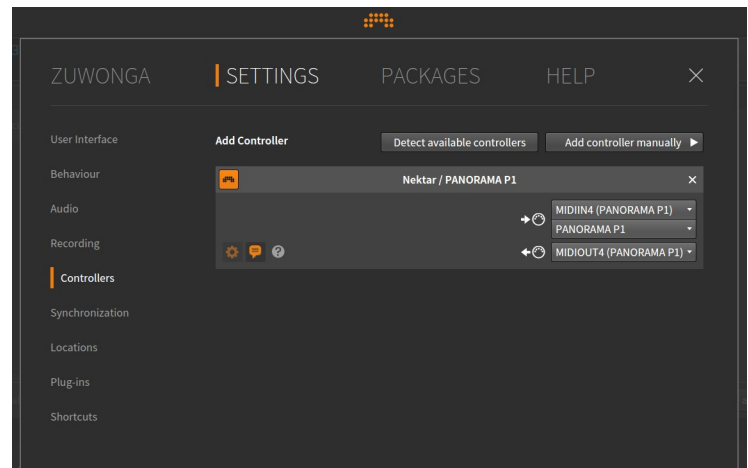 ZUWONGA SETTINGS PACKAGES HELP
User Interface
Add Controller Detect available controllers Add controller manually
Behaviour
Nektar / PANORAMA P1
Audio
MIDIIN4 (PANORAMA P1)
PANORAMA P1
Recording
MIDIOUT4 (PANORAMA P1)
Controllers
Synchronization
Locations
Plug-ins
Shortcuts